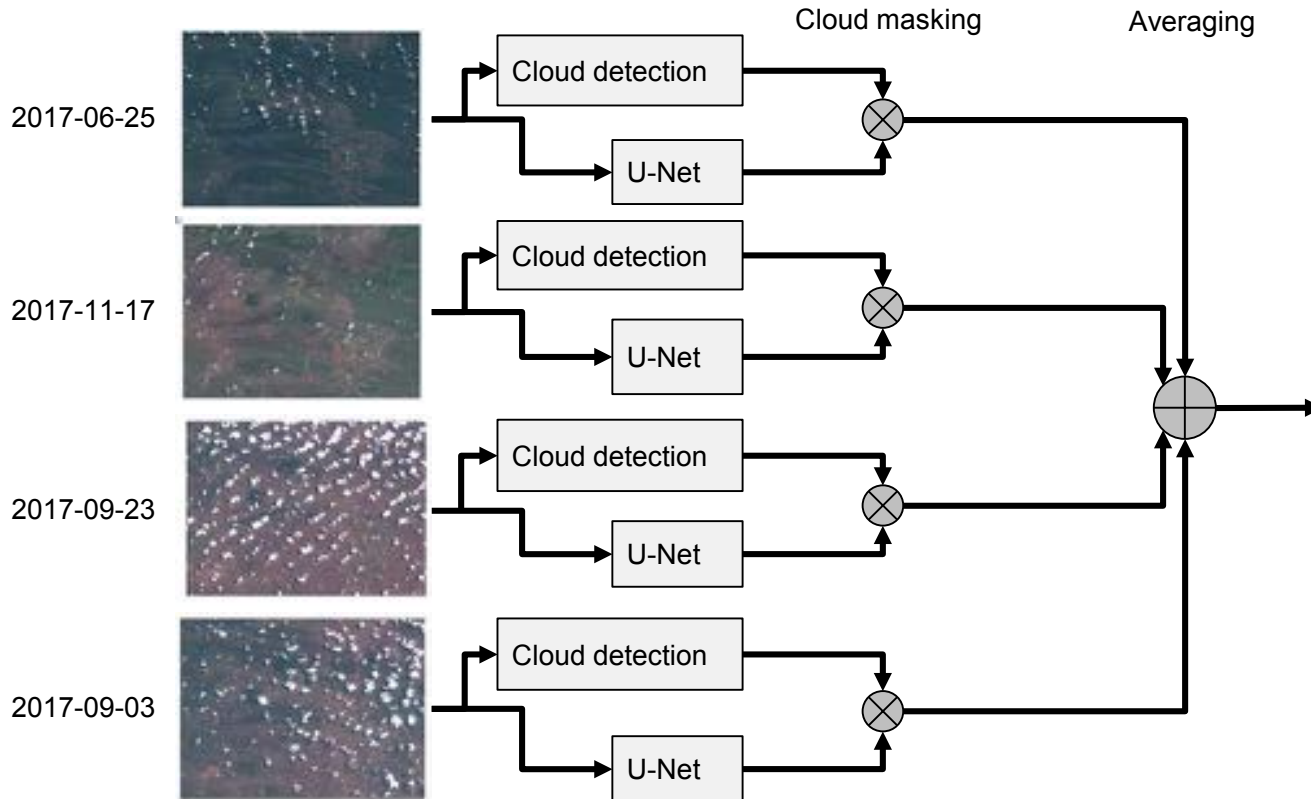 Cloud masking
Averaging
2017-06-25
Cloud detection
U-Net
2017-11-17
Cloud detection
U-Net
2017-09-23
Cloud detection
U-Net
2017-09-03
Cloud detection
U-Net